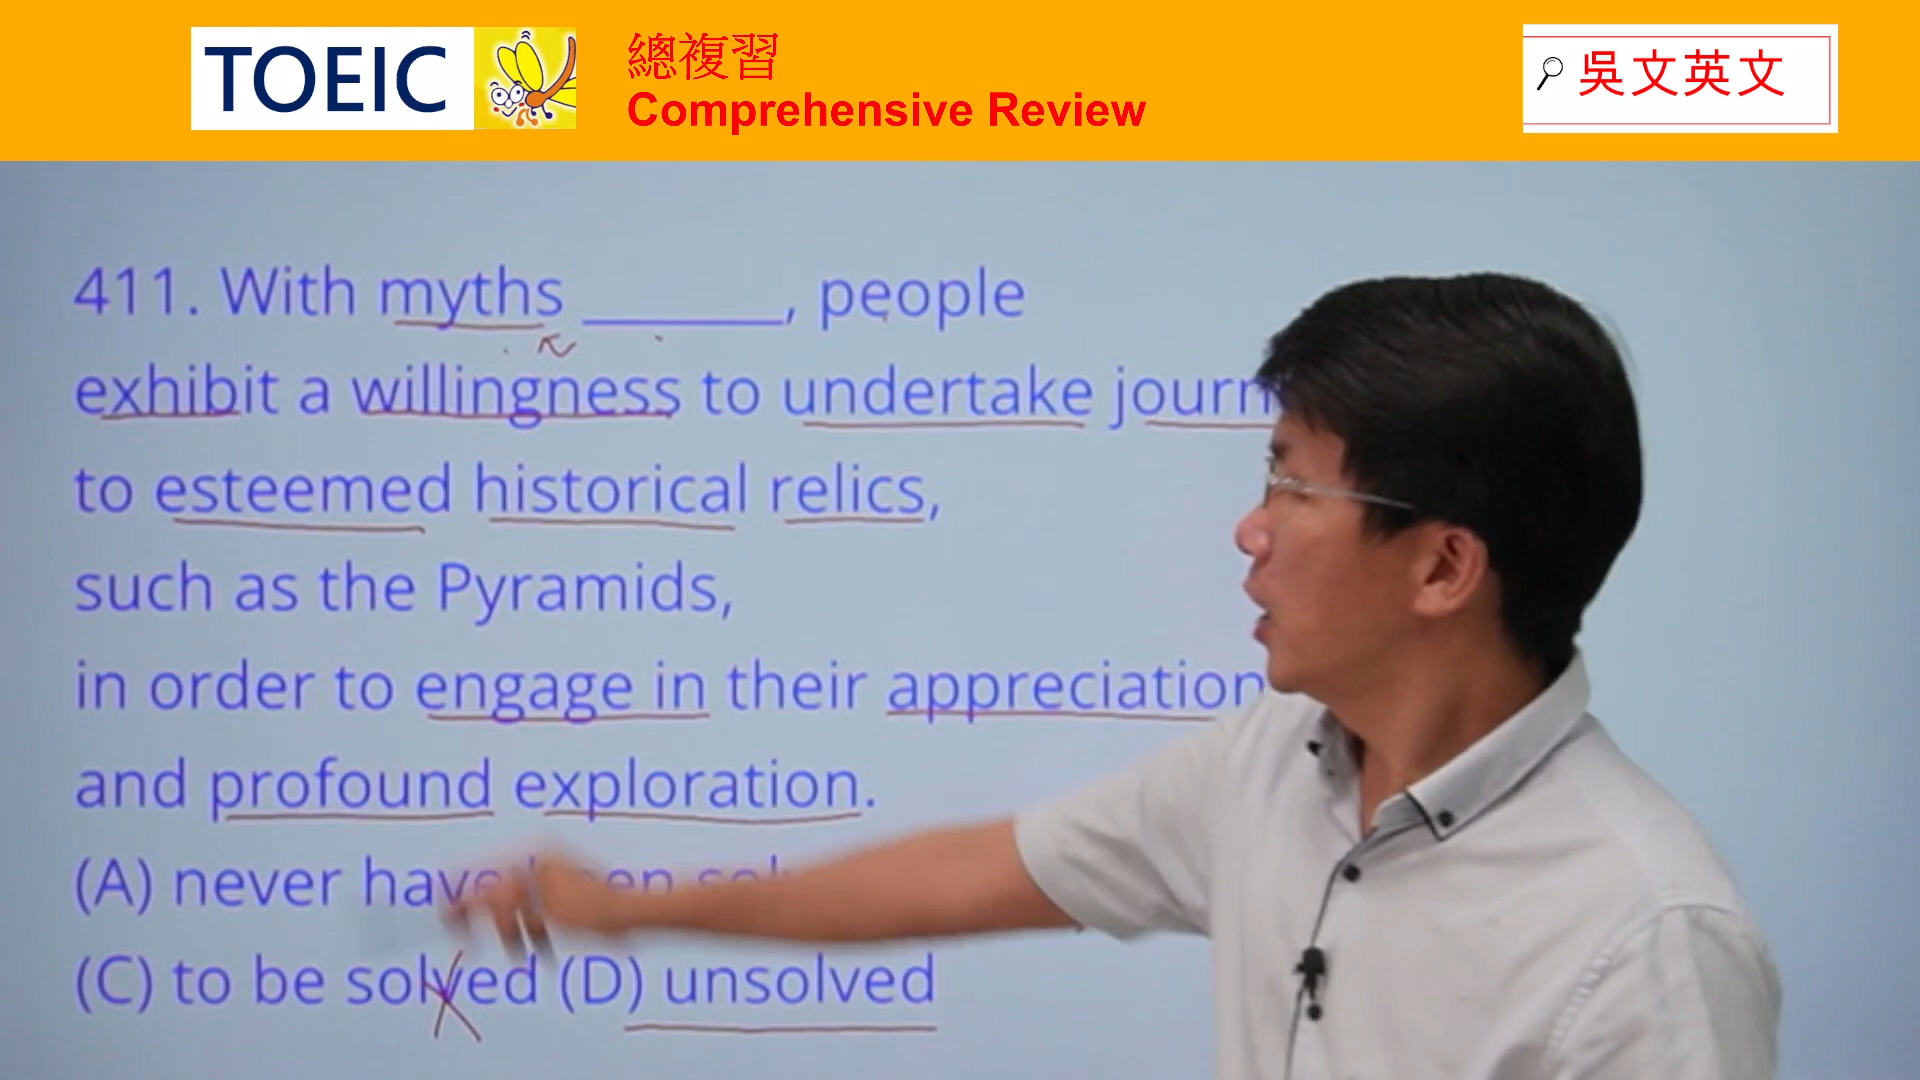 TOEIC
總複習
Comprehensive Review
吳文英文
411. With myths ______, people
exhibit a willingness to undertake
to esteemed historical relics,
such as the Pyramids,
in order to engage in their appreciation
and profound exploration.
(A) never have
(C) to be solved (D) unsolved